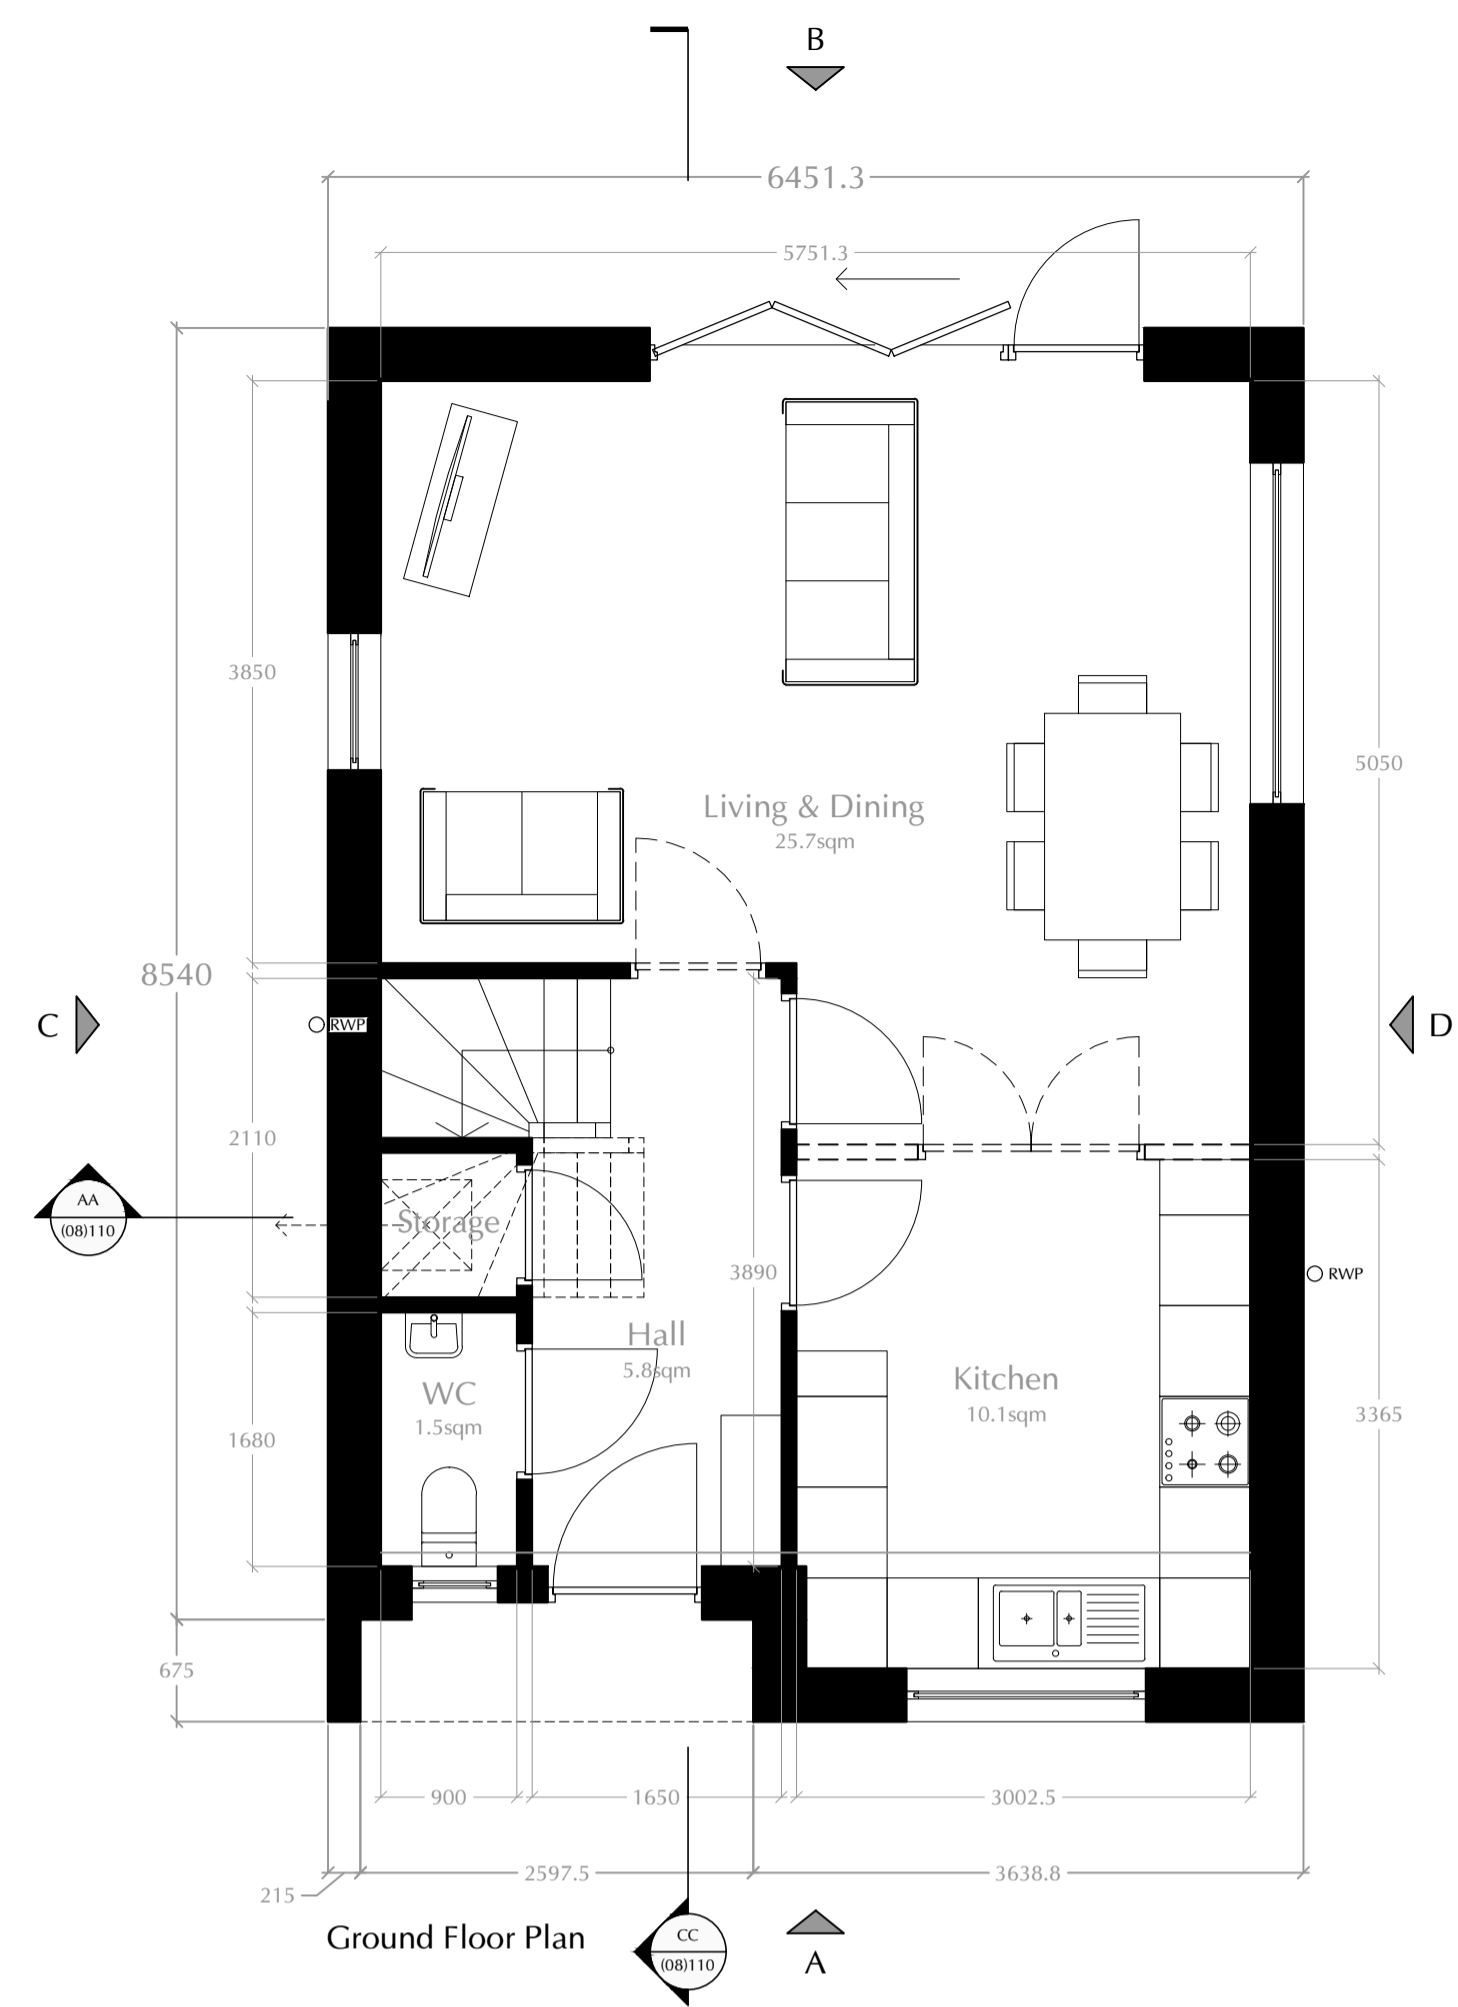 B
6451.3
5751.3
3850
5050
Living & Dining
25.7sqm
8540
C
RWP
D
2110
AA
(08)110
Storage
3890
RWP
Hall
5.8sqm
Kitchen
10.1sqm
WC
1.5sqm
1680
3365
675
900
1650
3002.5
2597.5
3638.8
215
Ground Floor Plan
CC
(08)110
A